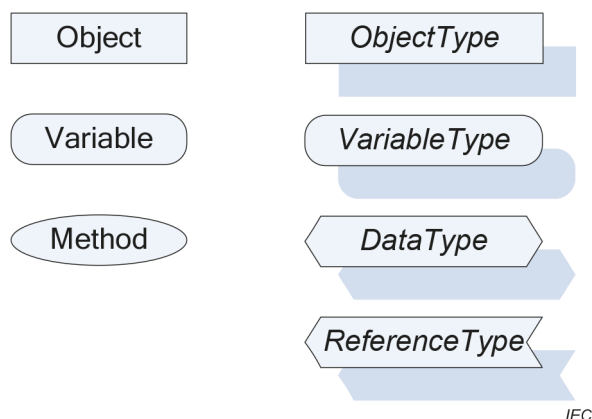 Object
ObjectType
Variable
VariableType
Method
DataType
ReferenceType
IEC